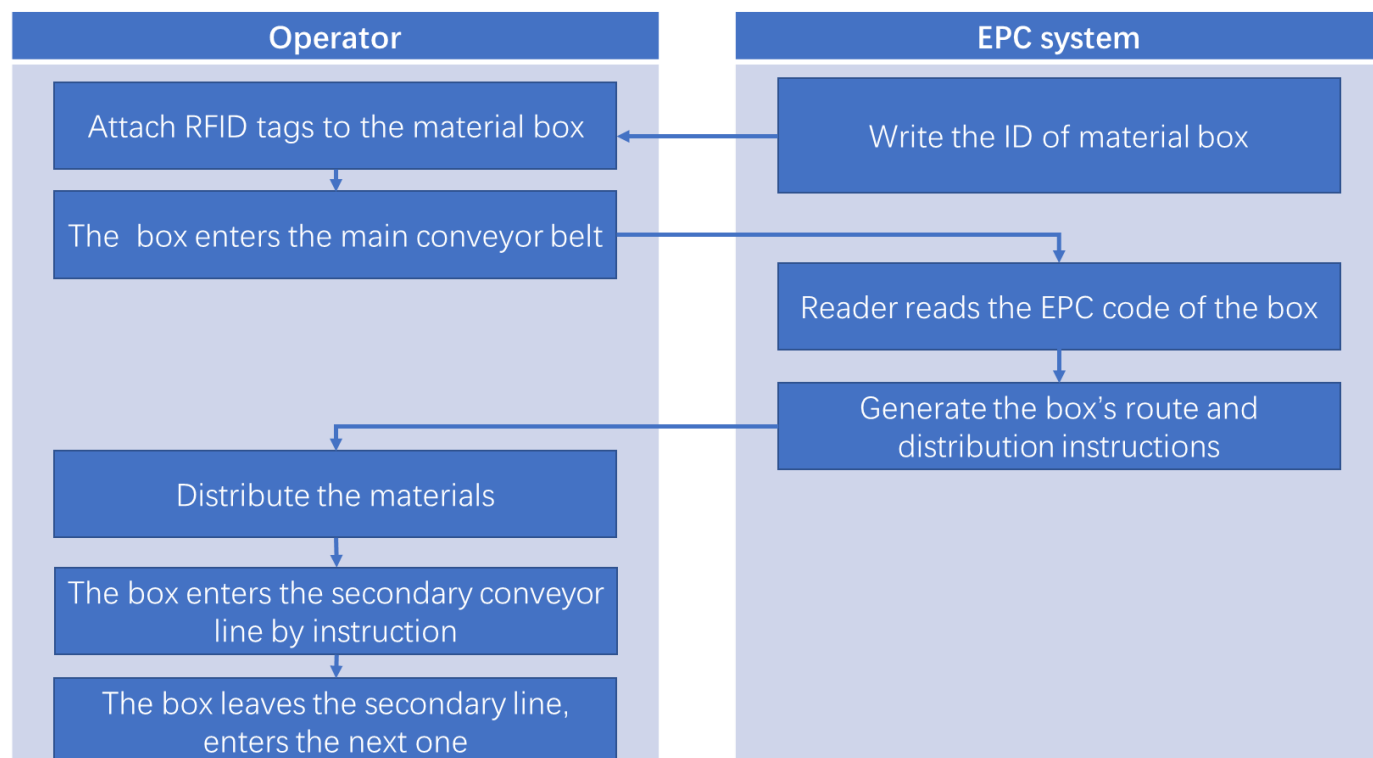 Operator
EPC system
Attach RFID tags to the material box
Write the ID of material box
The box enters the main conveyor belt
Reader reads the EPC code of the box
Generate the box’s route and
distribution instructions
Distribute the materials
The box enters the secondary conveyor
line by instruction
The box leaves the secondary line,
enters the next one